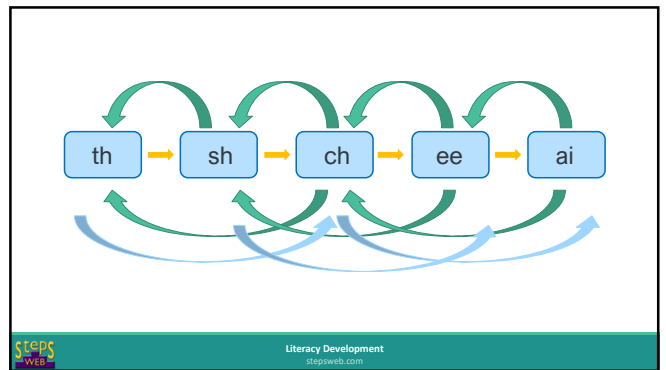 th sh ch ee ai
STEPS
WEB
Literacy Development
stepsweb.com